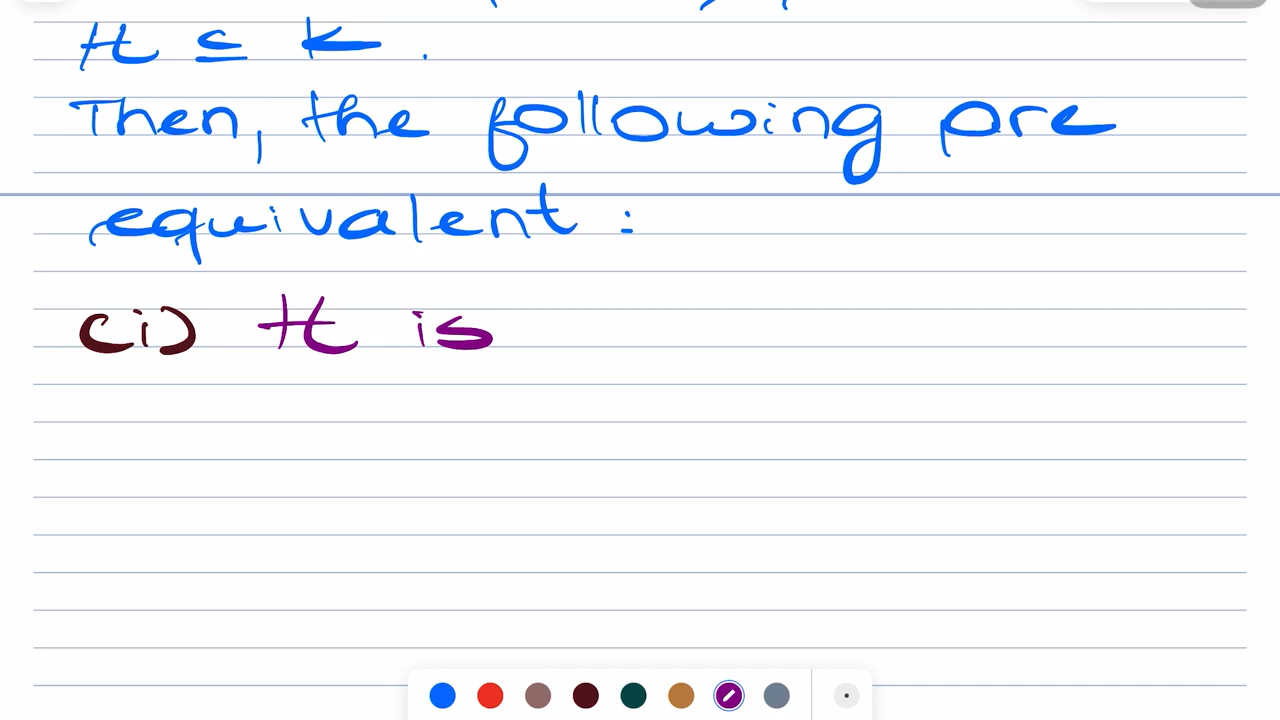 H ⊆ K .
Then, the following are
equivalent :
(i) H is